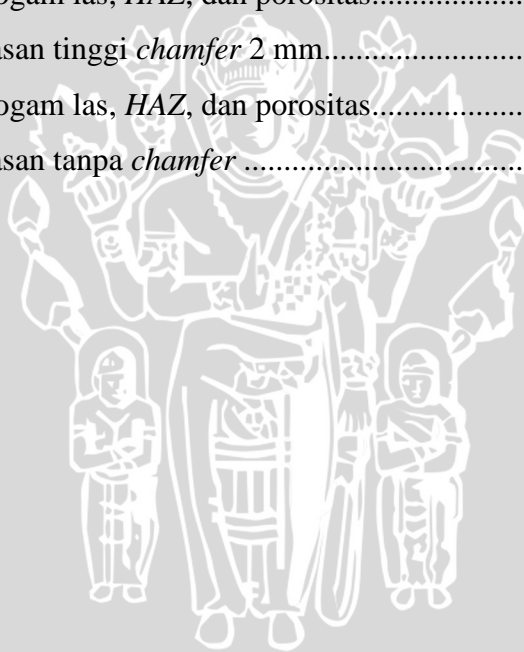 ogam las, HAZ, dan porositas..................
asan tinggi chamfer 2 mm.........................
ogam las, HAZ, dan porositas..................
asan tanpa chamfer ....................................